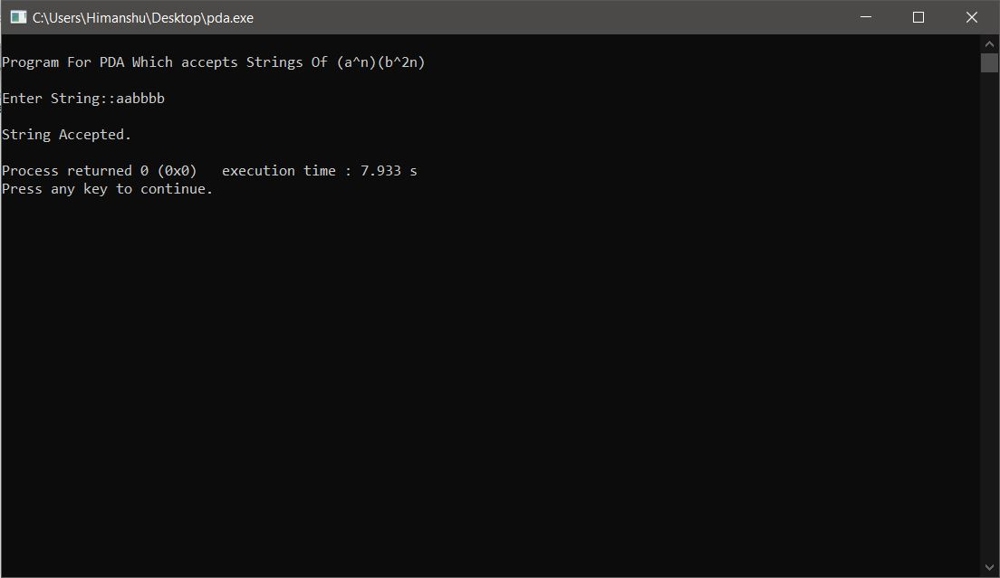 C:\Users\Himanshu\Desktop\pda.exe
Program For PDA Which accepts Strings Of (a^n)(b^2n)
Enter String::aabbbb
String Accepted.
Process returned 0 (0x0)   execution time : 7.933 s
Press any key to continue.